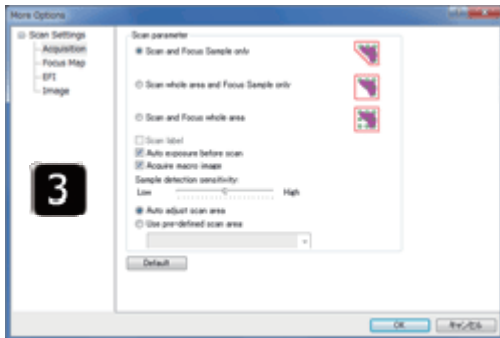 More Options
Scan Settings
Acquisition
Focus Map
EFI
Image
Scan parameter
Scan and Focus Sample only
Scan whole area and Focus Sample only
Scan and Focus whole area
Scan label
Auto exposure before scan
Acquire macro image
Sample detection sensitivity:
Low High
Auto adjust scan area
Use pre-defined scan area
Default
3
OK キャンセル